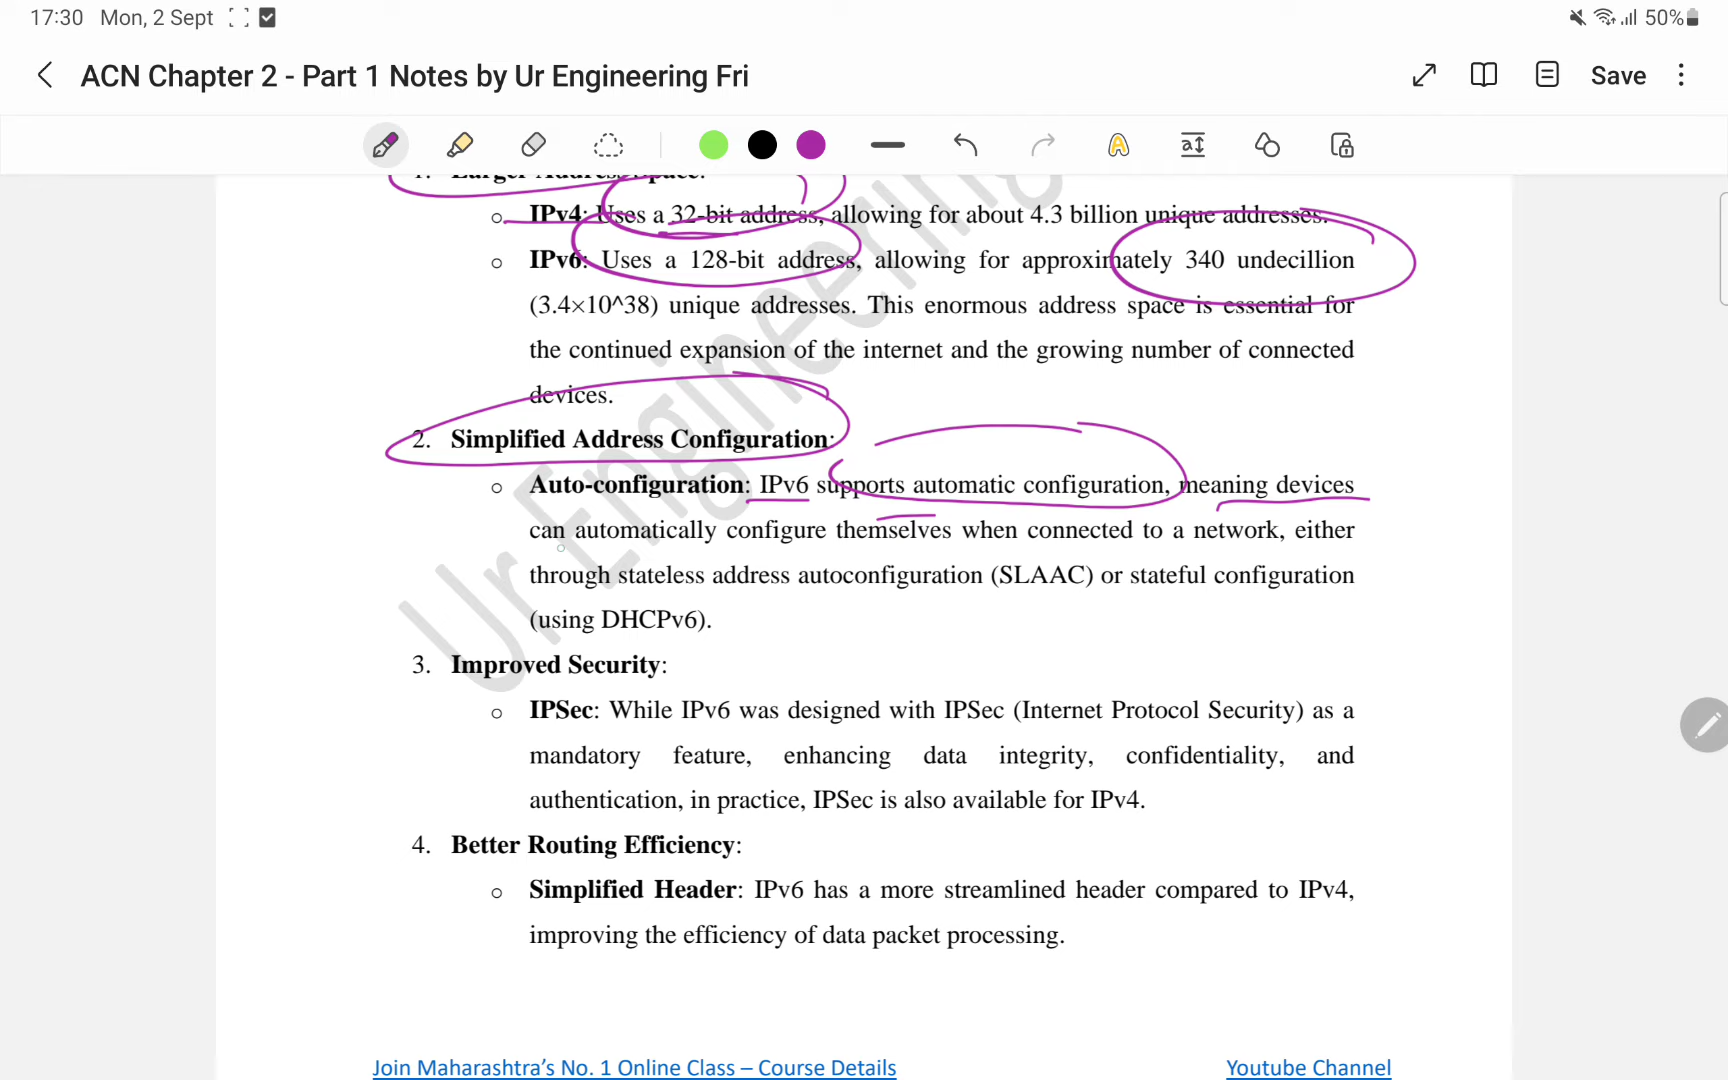 17:30 Mon, 2 Sept 50%
ACN Chapter 2 - Part 1 Notes by Ur Engineering Fri Save
1. Larger Address Space:
o IPv4: Uses a 32-bit address, allowing for about 4.3 billion unique addresses.
o IPv6: Uses a 128-bit address, allowing for approximately 340 undecillion
(3.4×10^38) unique addresses. This enormous address space is essential for
the continued expansion of the internet and the growing number of connected
devices.
2. Simplified Address Configuration:
o Auto-configuration: IPv6 supports automatic configuration, meaning devices
can automatically configure themselves when connected to a network, either
through stateless address autoconfiguration (SLAAC) or stateful configuration
(using DHCPv6).
3. Improved Security:
o IPSec: While IPv6 was designed with IPSec (Internet Protocol Security) as a
mandatory feature, enhancing data integrity, confidentiality, and
authentication, in practice, IPSec is also available for IPv4.
4. Better Routing Efficiency:
o Simplified Header: IPv6 has a more streamlined header compared to IPv4,
improving the efficiency of data packet processing.
Ur Engineering
Join Maharashtra's No. 1 Online Class – Course Details Youtube Channel